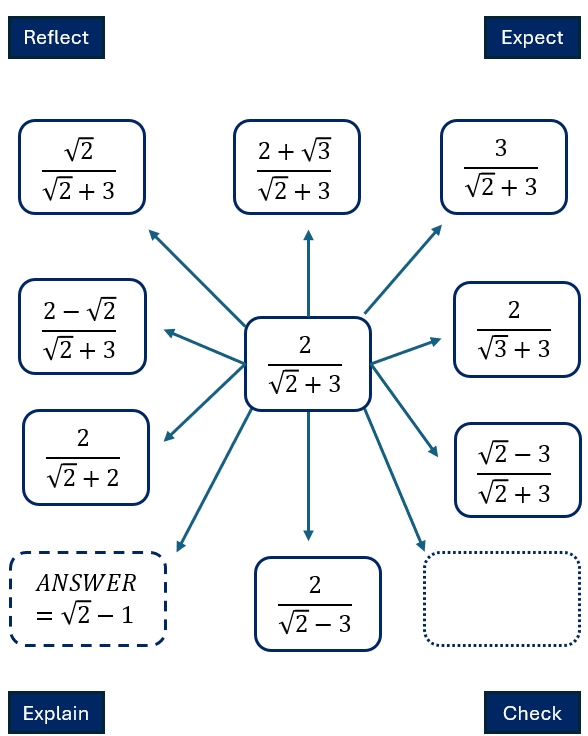 Reflect
Expect
√2/(√2 + 3)
(2 + √3)/(√2 + 3)
3/(√2 + 3)
(2 − √2)/(√2 + 3)
2/(√3 + 3)
2/(√2 + 3)
2/(√2 + 2)
(√2 − 3)/(√2 + 3)
ANSWER
= √2 − 1
2/(√2 − 3)
Explain
Check